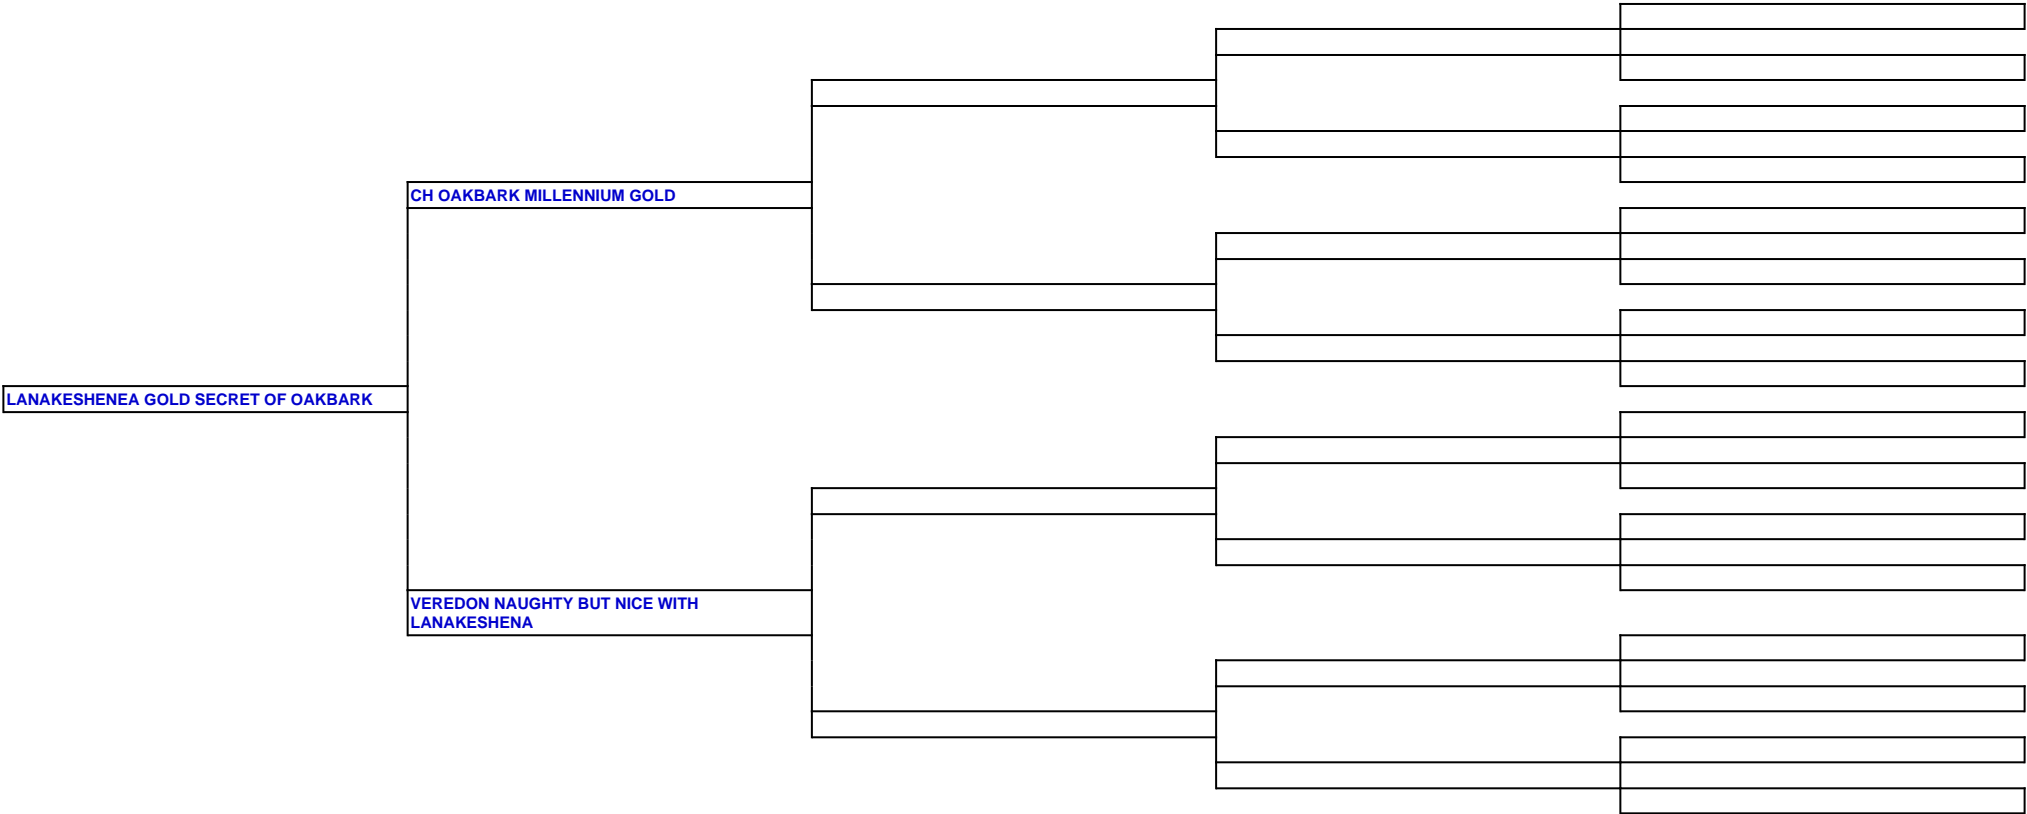 CH OAKBARK MILLENNIUM GOLD
LANAKESHENEA GOLD SECRET OF OAKBARK
VEREDON NAUGHTY BUT NICE WITH
LANAKESHENA